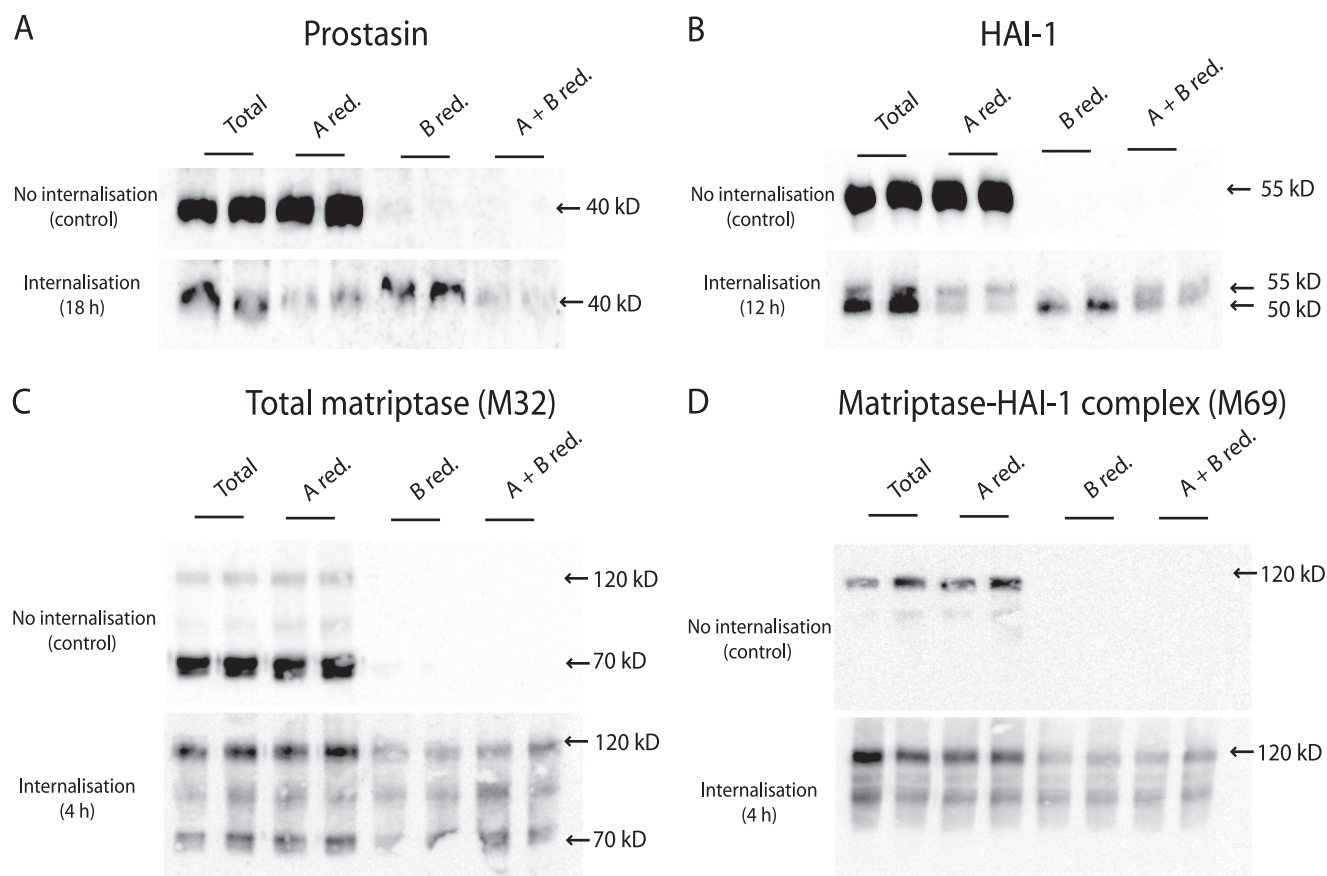 A
Prostasin
Total
A red.
B red.
A + B red.
No internalisation
(control)
← 40 kD
Internalisation
(18 h)
← 40 kD
B
HAI-1
Total
A red.
B red.
A + B red.
No internalisation
(control)
← 55 kD
Internalisation
(12 h)
← 55 kD
← 50 kD
C
Total matriptase (M32)
Total
A red.
B red.
A + B red.
No internalisation
(control)
← 120 kD
← 70 kD
Internalisation
(4 h)
← 120 kD
← 70 kD
D
Matriptase-HAI-1 complex (M69)
Total
A red.
B red.
A + B red.
No internalisation
(control)
← 120 kD
Internalisation
(4 h)
← 120 kD